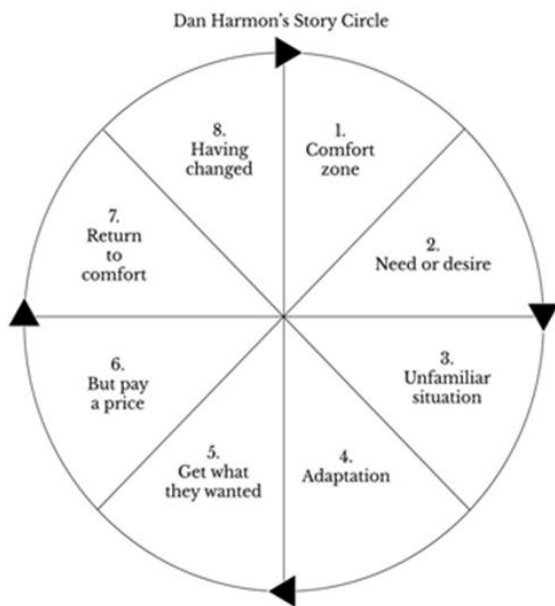 Dan Harmon's Story Circle
1.
Comfort
zone
2.
Need or desire
3.
Unfamiliar
situation
4.
Adaptation
5.
Get what
they wanted
6.
But pay
a price
7.
Return
to
comfort
8.
Having
changed